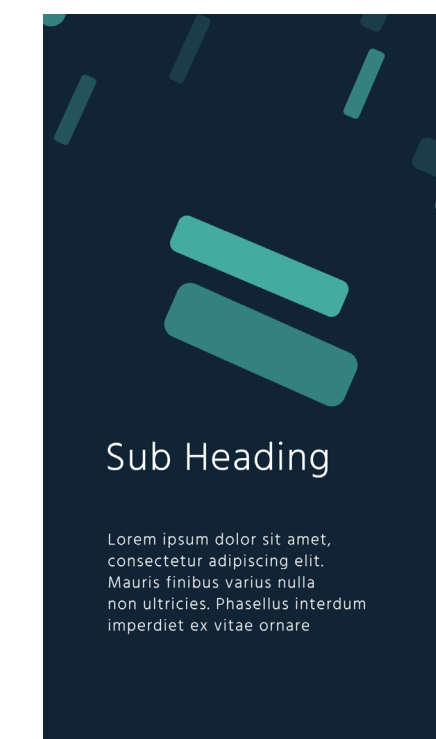 Sub Heading
Lorem ipsum dolor sit amet,
consectetur adipiscing elit.
Mauris finibus varius nulla
non ultricies. Phasellus interdum
imperdiet ex vitae ornare